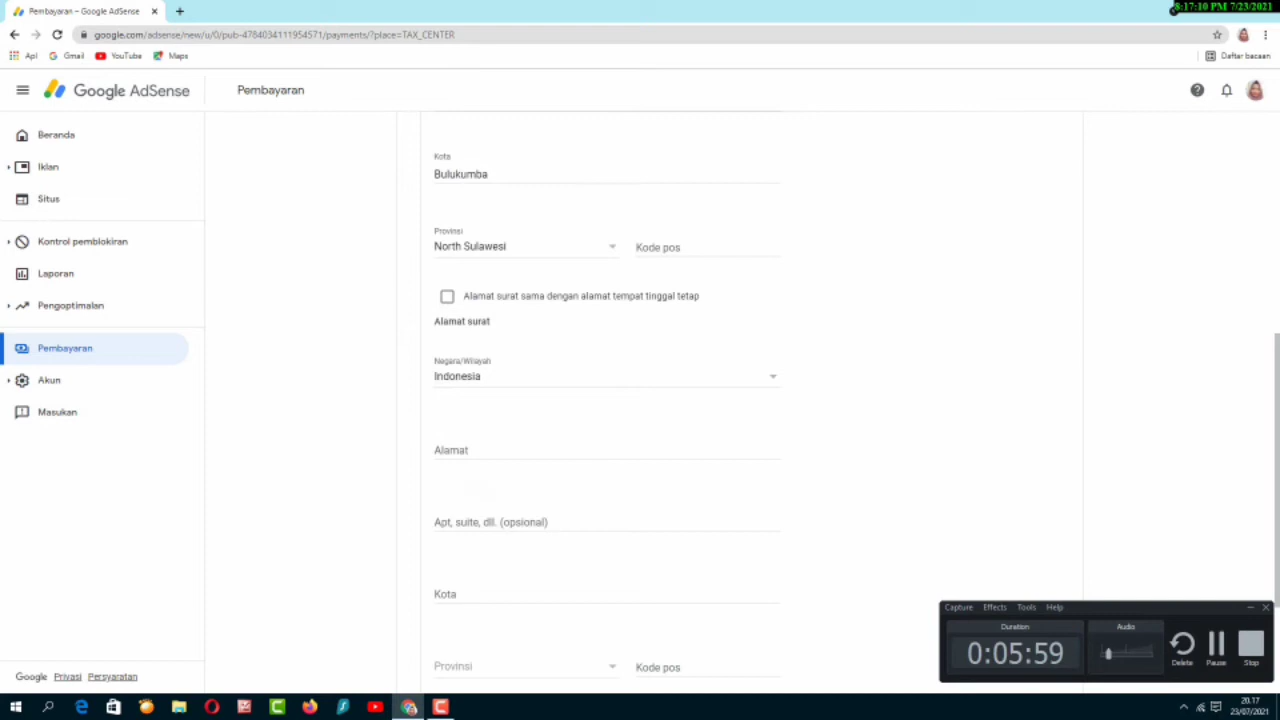 Pembayaran – Google AdSense
8:17:10 PM 7/23/2021
google.com/adsense/new/u/0/pub-4784034111954571/payments/?place=TAX_CENTER
Apl
Gmail
YouTube
Maps
Daftar bacaan
Google AdSense
Pembayaran
Beranda
Iklan
Situs
Kontrol pemblokiran
Laporan
Pengoptimalan
Pembayaran
Akun
Masukan
Kota
Bulukumba
Provinsi
North Sulawesi
Kode pos
Alamat surat sama dengan alamat tempat tinggal tetap
Alamat surat
Negara/Wilayah
Indonesia
Alamat
Apt, suite, dll. (opsional)
Kota
Provinsi
Kode pos
Capture Effects Tools Help
Duration
Audio
0:05:59
Delete
Pause
Stop
Google Privasi Persyaratan
20.17
23/07/2021